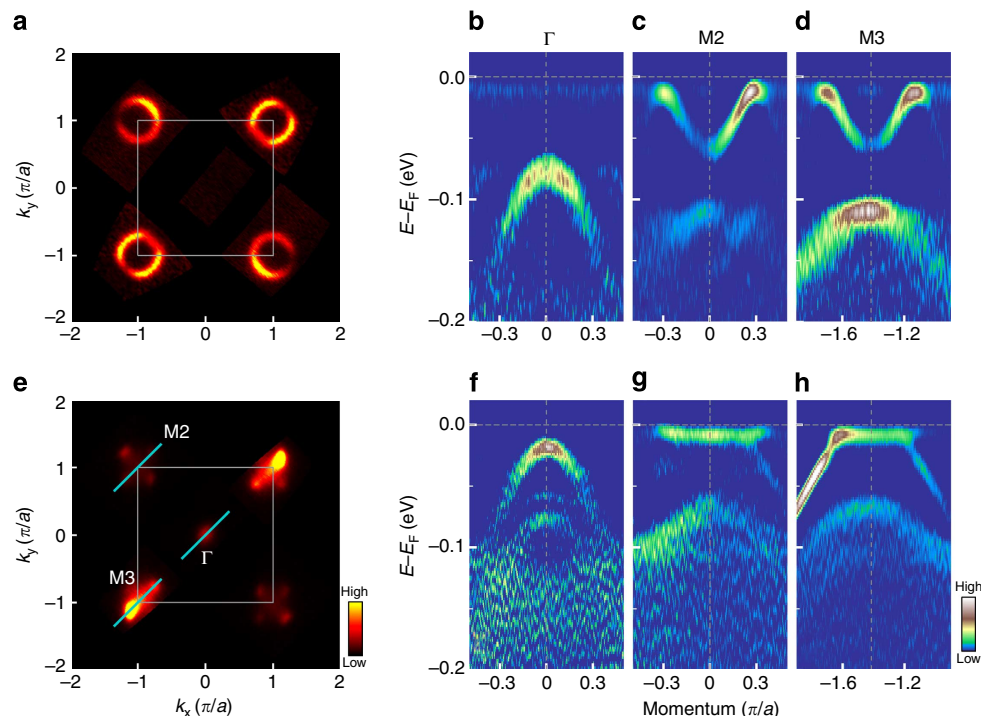 a
2
1
0
−1
−2
k_y (π/a)
−1
0
1
2
b
Γ
c
M2
d
M3
0.0
−0.1
−0.2
E–E_F (eV)
−0.3
0
0.3
−0.3
0
0.3
−1.6
−1.2
e
2
1
0
−1
−2
k_y (π/a)
M2
Γ
M3
High
Low
−2
−1
0
1
2
k_x (π/a)
f
g
h
0.0
−0.1
−0.2
E–E_F (eV)
High
Low
−0.3
0
0.3
−0.3
0
0.3
−1.6
−1.2
Momentum (π/a)